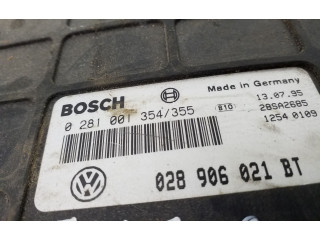 Made in Germany
BOSCH
13.07.95
0 281 001 354/355
E10
28SA2685
1254 0109
028 906 021 BT